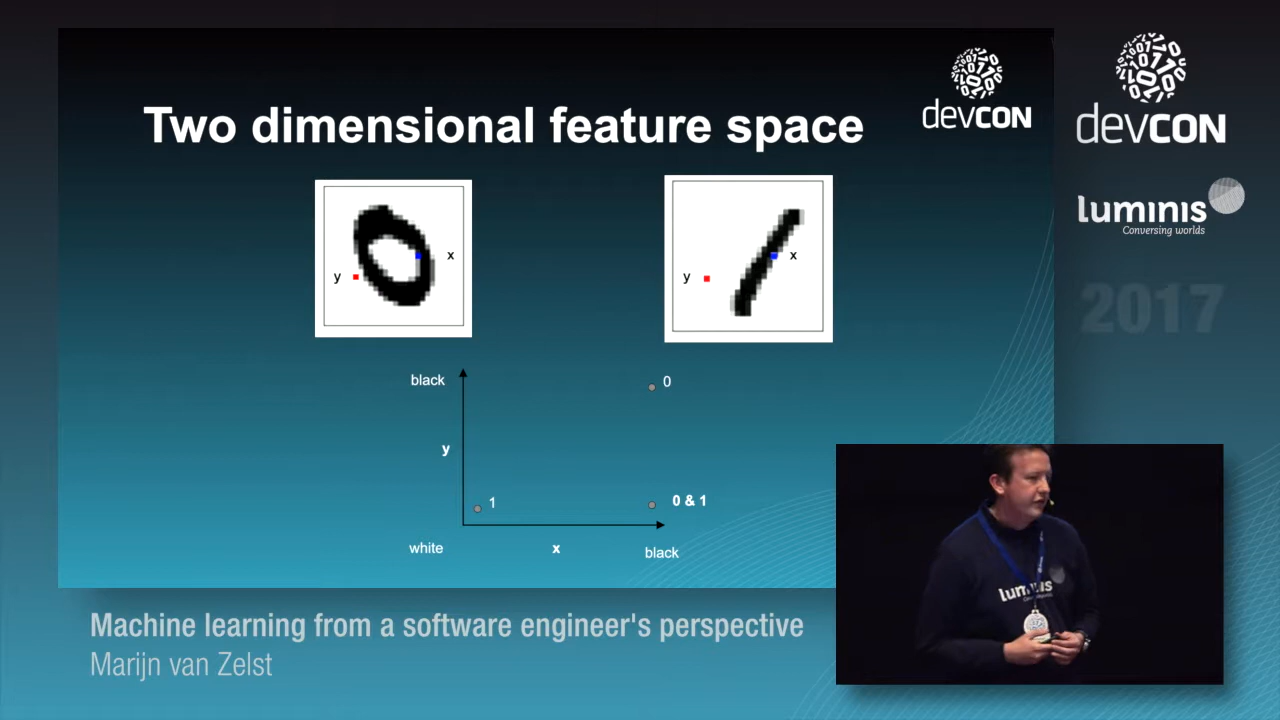 Two dimensional feature space
devcon
devcon
luminis
Conversing worlds
2017
x
y
x
y
black
0
y
1
0 & 1
white
x
black
luminis
Machine learning from a software engineer's perspective
Marijn van Zelst